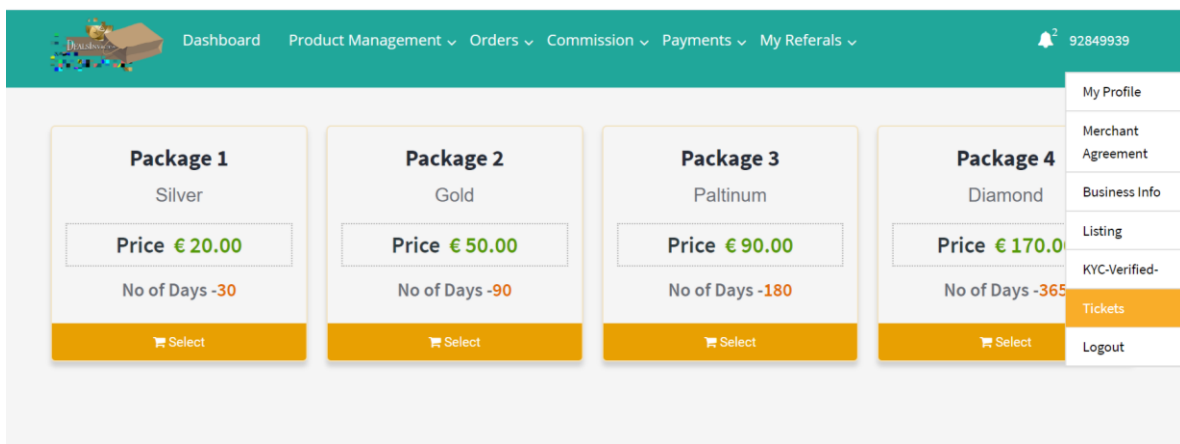 Dashboard Product Management Orders Commission Payments My Referals 2 92849939
My Profile
Merchant
Agreement
Business Info
Listing
KYC-Verified-
Tickets
Logout
Package 1
Silver
Price € 20.00
No of Days -30
Select
Package 2
Gold
Price € 50.00
No of Days -90
Select
Package 3
Paltinum
Price € 90.00
No of Days -180
Select
Package 4
Diamond
Price € 170.0
No of Days -365
Select